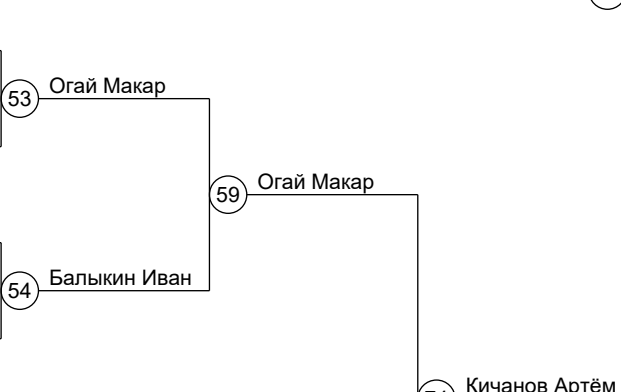 53 Огай Макар
59 Огай Макар
54 Балыкин Иван
Кичанов Артём